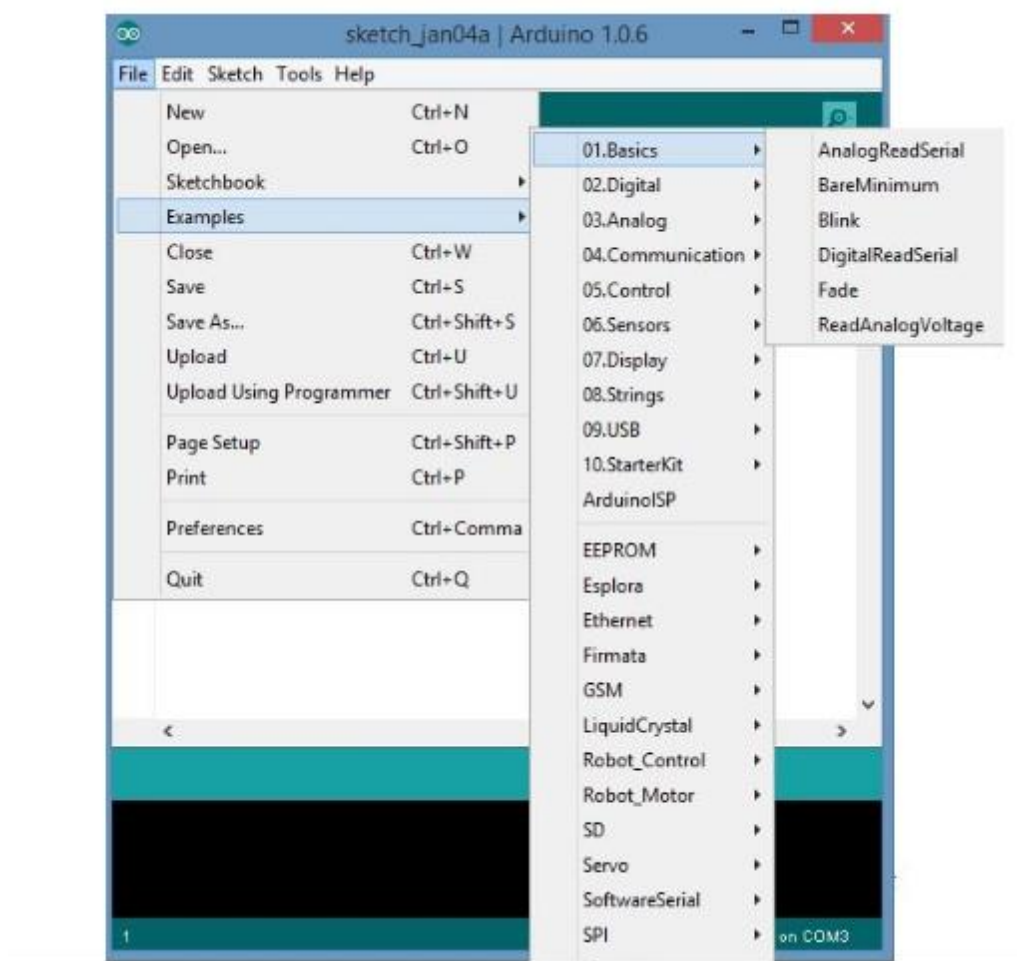 sketch_jan04a | Arduino 1.0.6
File Edit Sketch Tools Help
New Ctrl+N
Open... Ctrl+O
Sketchbook
Examples
Close Ctrl+W
Save Ctrl+S
Save As... Ctrl+Shift+S
Upload Ctrl+U
Upload Using Programmer Ctrl+Shift+U
Page Setup Ctrl+Shift+P
Print Ctrl+P
Preferences Ctrl+Comma
Quit Ctrl+Q
01.Basics
02.Digital
03.Analog
04.Communication
05.Control
06.Sensors
07.Display
08.Strings
09.USB
10.StarterKit
ArduinoISP
EEPROM
Esplora
Ethernet
Firmata
GSM
LiquidCrystal
Robot_Control
Robot_Motor
SD
Servo
SoftwareSerial
SPI
AnalogReadSerial
BareMinimum
Blink
DigitalReadSerial
Fade
ReadAnalogVoltage
1 on COM3